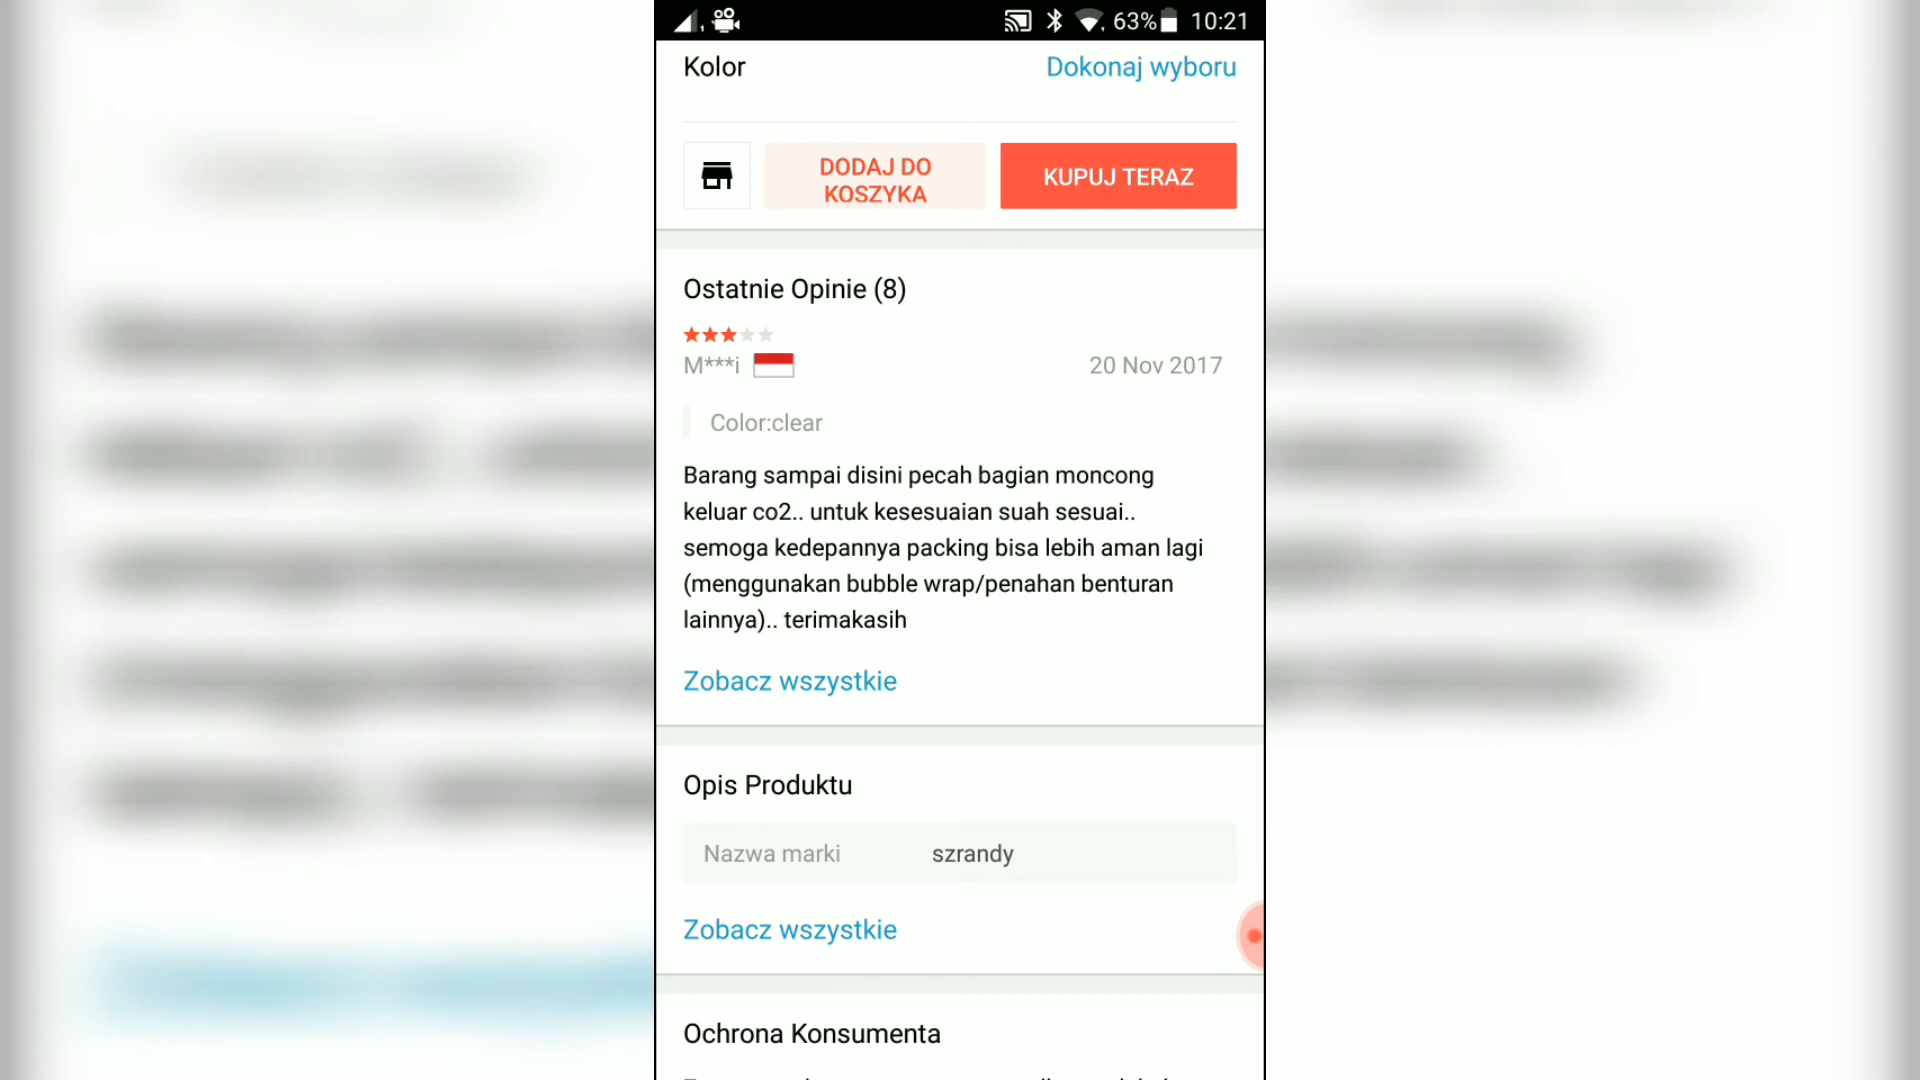 63% 10:21
Kolor Dokonaj wyboru
DODAJ DO
KOSZYKA
KUPUJ TERAZ
Ostatnie Opinie (8)
M***i 20 Nov 2017
Color:clear
Barang sampai disini pecah bagian moncong
keluar co2.. untuk kesesuaian suah sesuai..
semoga kedepannya packing bisa lebih aman lagi
(menggunakan bubble wrap/penahan benturan
lainnya).. terimakasih
Zobacz wszystkie
Opis Produktu
Nazwa marki szrandy
Zobacz wszystkie
Ochrona Konsumenta